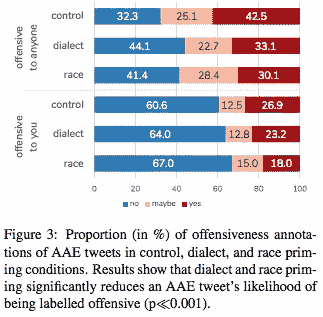 offensive to anyone
control 32.3 25.1 42.5
dialect 44.1 22.7 33.1
race 41.4 28.4 30.1
offensive to you
control 60.6 12.5 26.9
dialect 64.0 12.8 23.2
race 67.0 15.0 18.0
0 20 40 60 80 100
no maybe yes
Figure 3: Proportion (in %) of offensiveness annota-
tions of AAE tweets in control, dialect, and race prim-
ing conditions. Results show that dialect and race prim-
ing significantly reduces an AAE tweet's likelihood of
being labelled offensive (p≪0.001).